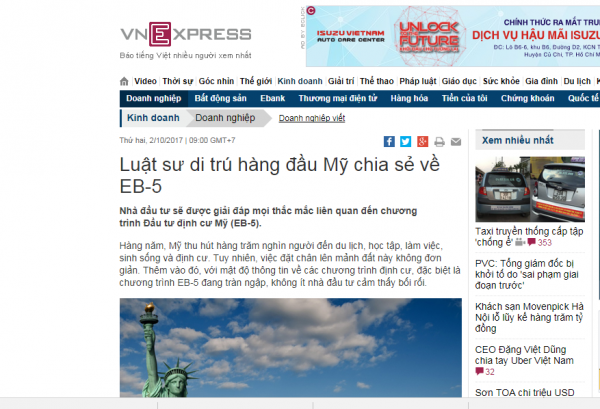 VNEXPRESS
Báo tiếng Việt nhiều người xem nhất
ISUZU VIETNAM
AUTO CARE CENTER
UNLOCK
FUTURE
CHÍNH THỨC RA MẮT TRUN
DỊCH VỤ HẬU MÃI ISUZU
ĐC: Lô B6-6, khu B6, Đường D2, KCN T
Huyện Củ Chi, TP. HC
Video Thời sự Góc nhìn Thế giới Kinh doanh Giải trí Thể thao Pháp luật Giáo dục Sức khỏe Gia đình Du lịch K
Doanh nghiệp Bất động sản Ebank Thương mại điện tử Hàng hóa Tiền của tôi Chứng khoán Quốc tế
Kinh doanh Doanh nghiệp Doanh nghiệp viết
Thứ hai, 2/10/2017 | 09:00 GMT+7
Luật sư di trú hàng đầu Mỹ chia sẻ về
EB-5
Nhà đầu tư sẽ được giải đáp mọi thắc mắc liên quan đến chương
trình Đầu tư định cư Mỹ (EB-5).
Hàng năm, Mỹ thu hút hàng trăm nghìn người đến du lịch, học tập, làm việc,
sinh sống và định cư. Tuy nhiên, việc đặt chân lên mảnh đất này không đơn
giản. Thêm vào đó, với mật độ thông tin về các chương trình định cư, đặc biệt là
chương trình EB-5 đang tràn ngập, không ít nhà đầu tư cảm thấy bối rối.
Xem nhiều nhất
Taxi truyền thống cấp tập
'chống ế' 353
PVC: Tổng giám đốc bị
khởi tố do 'sai phạm giai
đoạn trước'
Khách sạn Movenpick Hà
Nội lỗ lũy kế hàng trăm tỷ
đồng
CEO Đặng Việt Dũng
chia tay Uber Việt Nam
32
Sơn TOA chi triệu USD